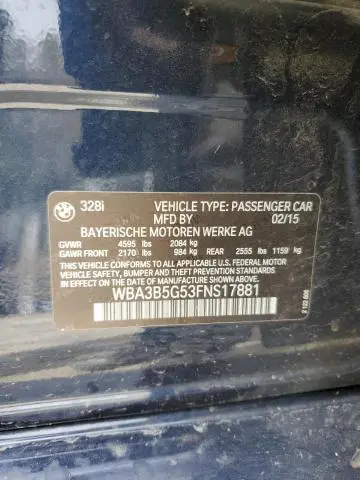 BMW
328i VEHICLE TYPE: PASSENGER CAR
MFD BY 02/15
BAYERISCHE MOTOREN WERKE AG
GVWR 4595 lbs 2084 kg
GAWR FRONT 2170 lbs 984 kg REAR 2555 lbs 1159 kg
THIS VEHICLE CONFORMS TO ALL APPLICABLE FEDERAL MOTOR
VEHICLE SAFETY, BUMPER AND THEFT PREVENTION STANDARDS IN
EFFECT ON THE DATE OF MANUFACTURE SHOWN ABOVE.
WBA3B5G53FNS17881